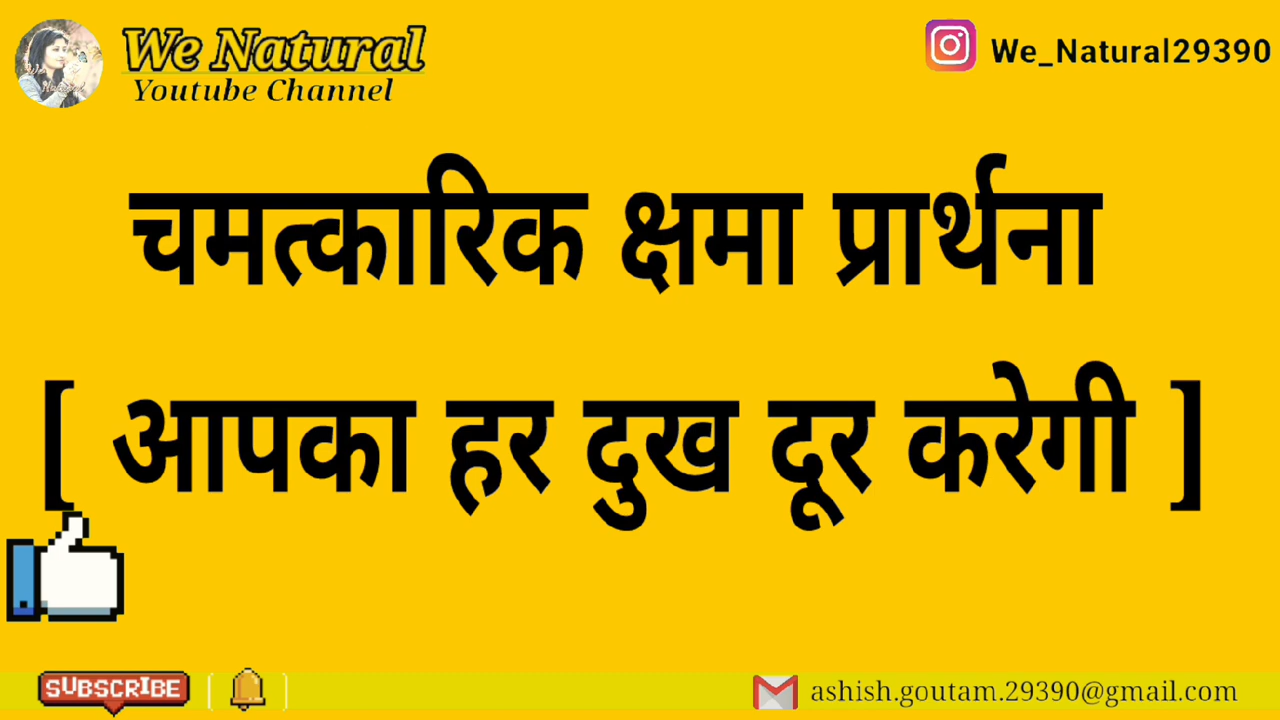 We Natural
Youtube Channel
We_Natural29390
चमत्कारिक क्षमा प्रार्थना
[ आपका हर दुख दूर करेगी ]
SUBSCRIBE
ashish.goutam.29390@gmail.com